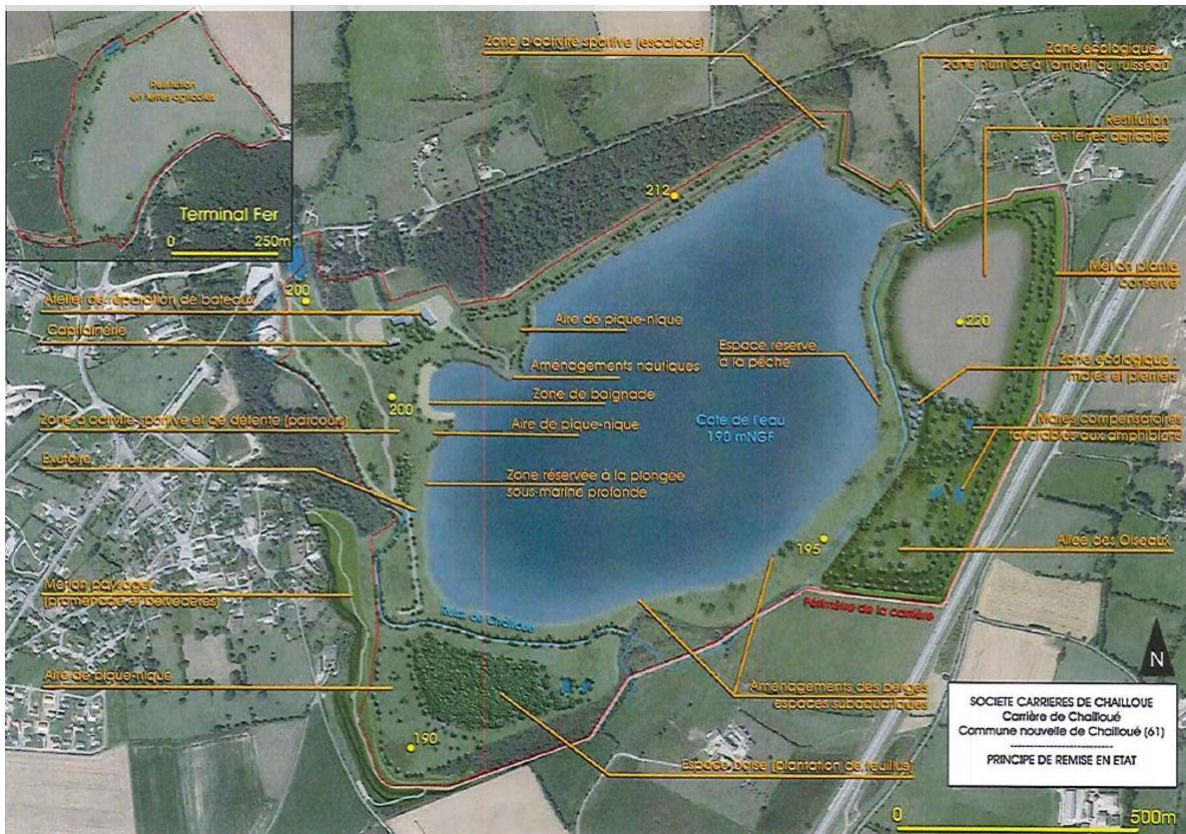 Restitution
en terres agricoles
Terminal Fer
0 250m
Zone d'activité sportive (escalade)
Zone écologique :
zone humide à l'amont du ruisseau
Restitution
en terres agricoles
212
Merlon planté
conservé
200
Atelier de réparation de bateaux
Capitainerie
Aire de pique-nique
Espace réservé
à la pêche
220
Aménagements nautiques
Zone écologique :
mares et pierriers
Zone de baignade
200
Zone d'activité sportive et de détente (parcours)
Aire de pique-nique
Cote de l'eau
190 mNGF
Mares compensatoires
favorables aux amphibiens
Exutoire
Zone réservée à la plongée
sous-marine profonde
195
Allée des Oiseaux
Merlon paysager
(promenade et belvédères)
Périmètre de la carrière
Ruiss. de Chailloué
Aire de pique-nique
Aménagements des berges
espaces subaquatiques
190
Espace boisé (plantation de feuillus)
N
SOCIETE CARRIERES DE CHAILLOUE
Carrière de Chailloué
Commune nouvelle de Chailloué (61)
PRINCIPE DE REMISE EN ETAT
0 500m